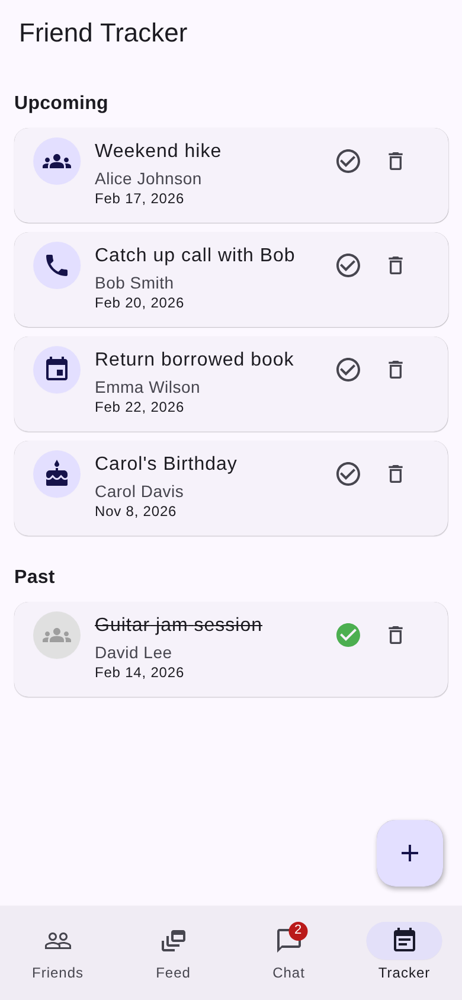 Friend Tracker
Upcoming
Weekend hike
Alice Johnson
Feb 17, 2026
Catch up call with Bob
Bob Smith
Feb 20, 2026
Return borrowed book
Emma Wilson
Feb 22, 2026
Carol's Birthday
Carol Davis
Nov 8, 2026
Past
Guitar jam session
David Lee
Feb 14, 2026
2
Friends
Feed
Chat
Tracker